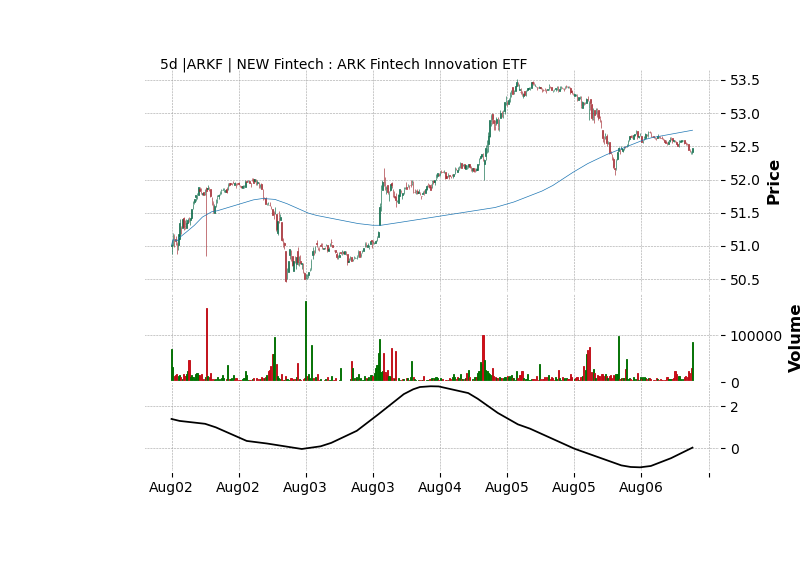 5d |ARKF | NEW Fintech : ARK Fintech Innovation ETF
53.5
53.0
52.5
52.0
51.5
51.0
50.5
Price
100000
0
Volume
2
0
Aug02 Aug02 Aug03 Aug03 Aug04 Aug05 Aug05 Aug06